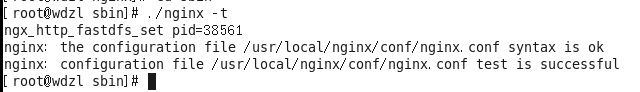 [root@wdzl sbin]# ./nginx -t
ngx_http_fastdfs_set pid=38561
nginx: the configuration file /usr/local/nginx/conf/nginx.conf syntax is ok
nginx: configuration file /usr/local/nginx/conf/nginx.conf test is successful
[root@wdzl sbin]#